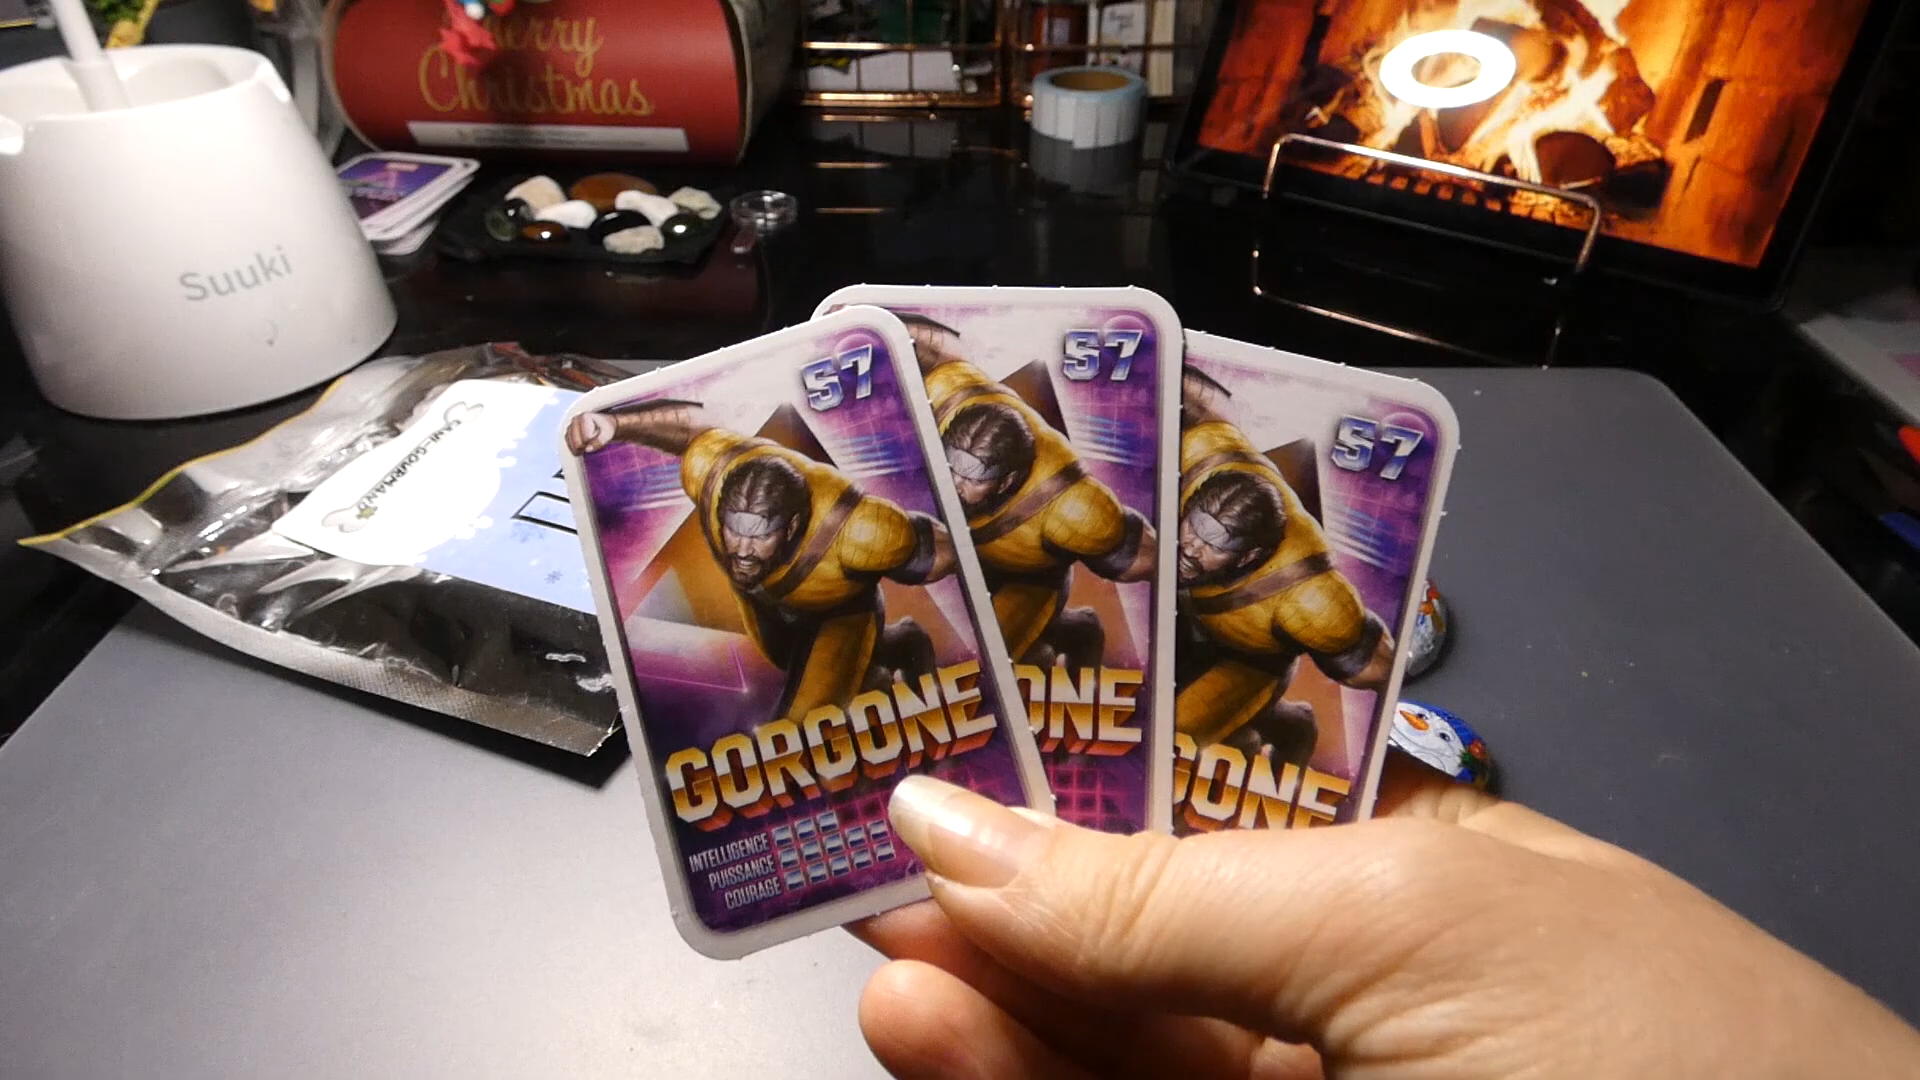 Merry
Christmas
Suuki
57
57
57
GORGONE
ONE
GONE
INTELLIGENCE
PUISSANCE
COURAGE